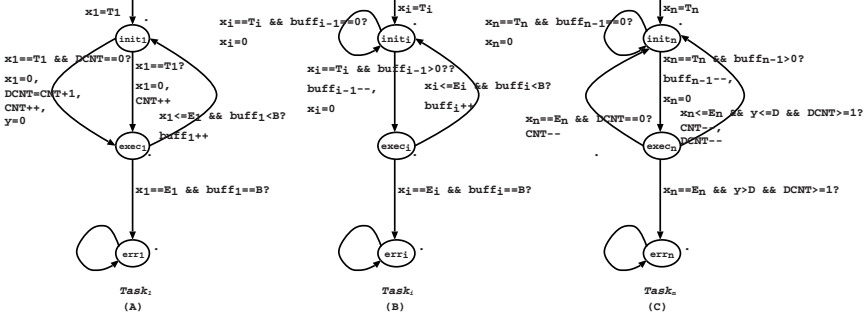 x1=T1
init1
x1==T1 && DCNT==0?
x1=0,
DCNT=CNT+1,
CNT++,
y=0
x1==T1?
x1=0,
CNT++
x1<=E1 && buff1<B?
buff1++
exec1
x1==E1 && buff1==B?
err1
Task1
(A)
xi=Ti
xi==Ti && buffi-1==0?
xi=0
initi
xi==Ti && buffi-1>0??
buffi-1--,
xi=0
xi<=Ei && buffi<B?
buffi++
execi
xi==Ei && buffi==B?
erri
Taski
(B)
xn=Tn
xn==Tn && buffn-1==0?
xn=0
initn
xn==Tn && buffn-1>0?
buffn-1--,
xn=0
xn<=En && y<=D && DCNT>=1?
CNT--,
DCNT--
xn==En && DCNT==0?
CNT--
execn
xn==En && y>D && DCNT>=1?
errn
Taskn
(C)